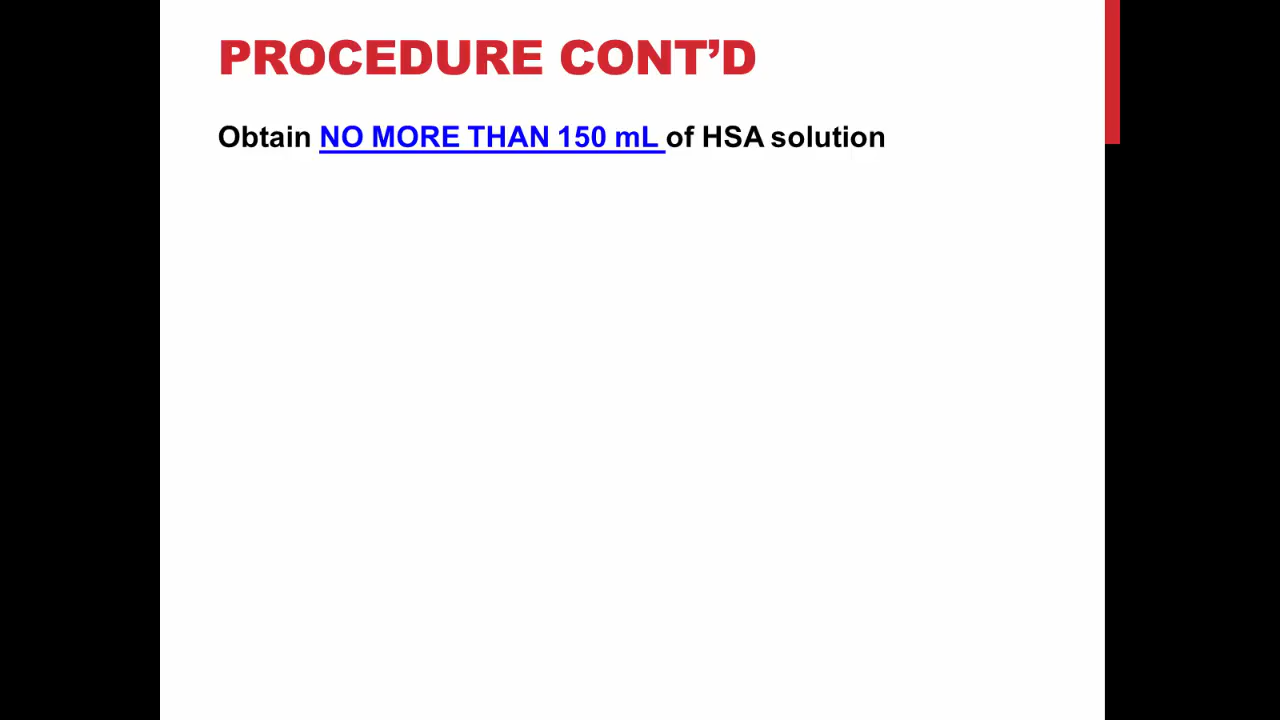 PROCEDURE CONT’D
Obtain NO MORE THAN 150 mL of HSA solution